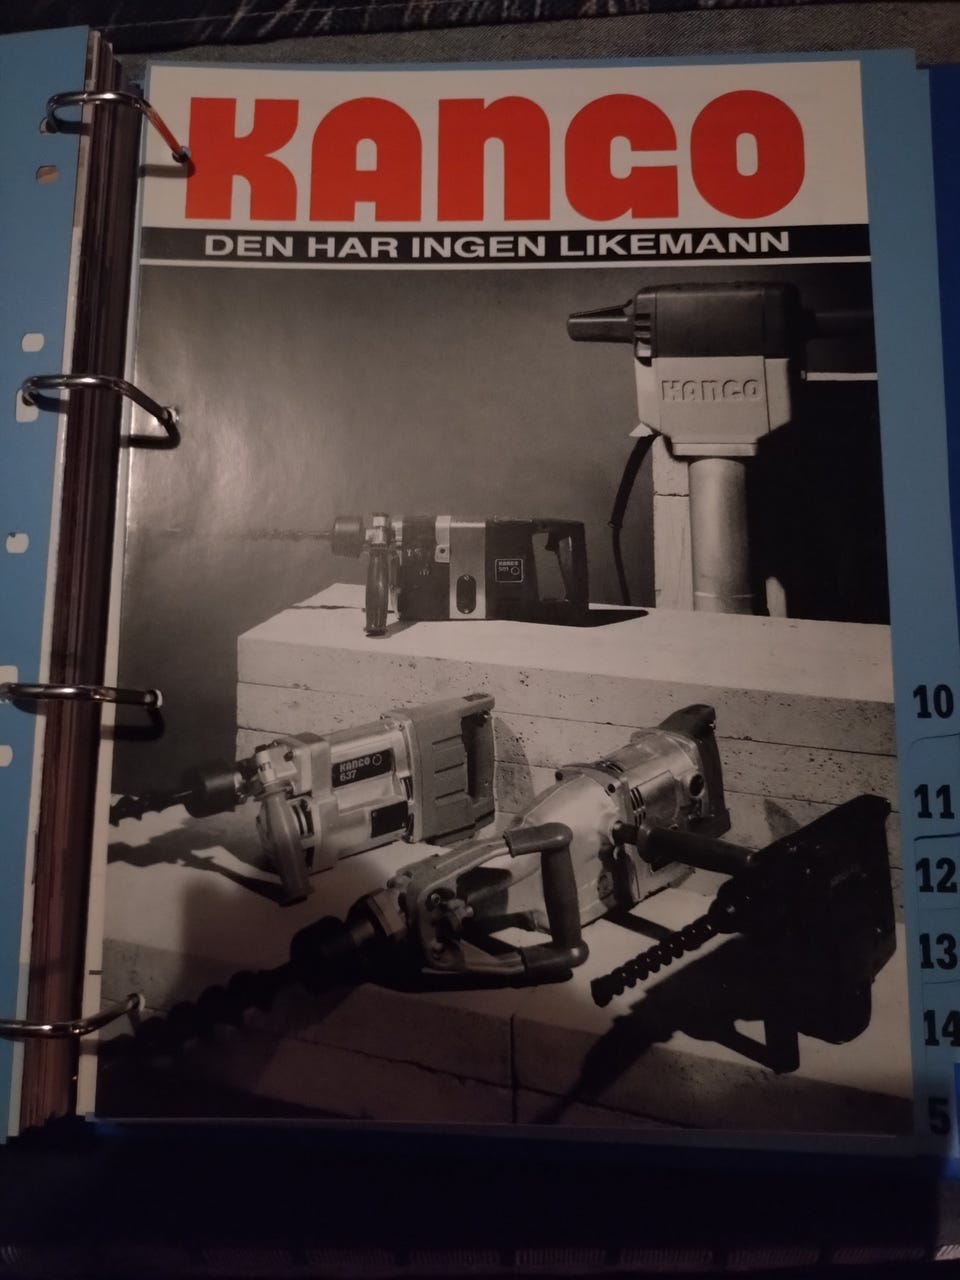 KANGO
DEN HAR INGEN LIKEMANN
KANGO
KANGO
KANGO
637
10
11
12
13
14
5